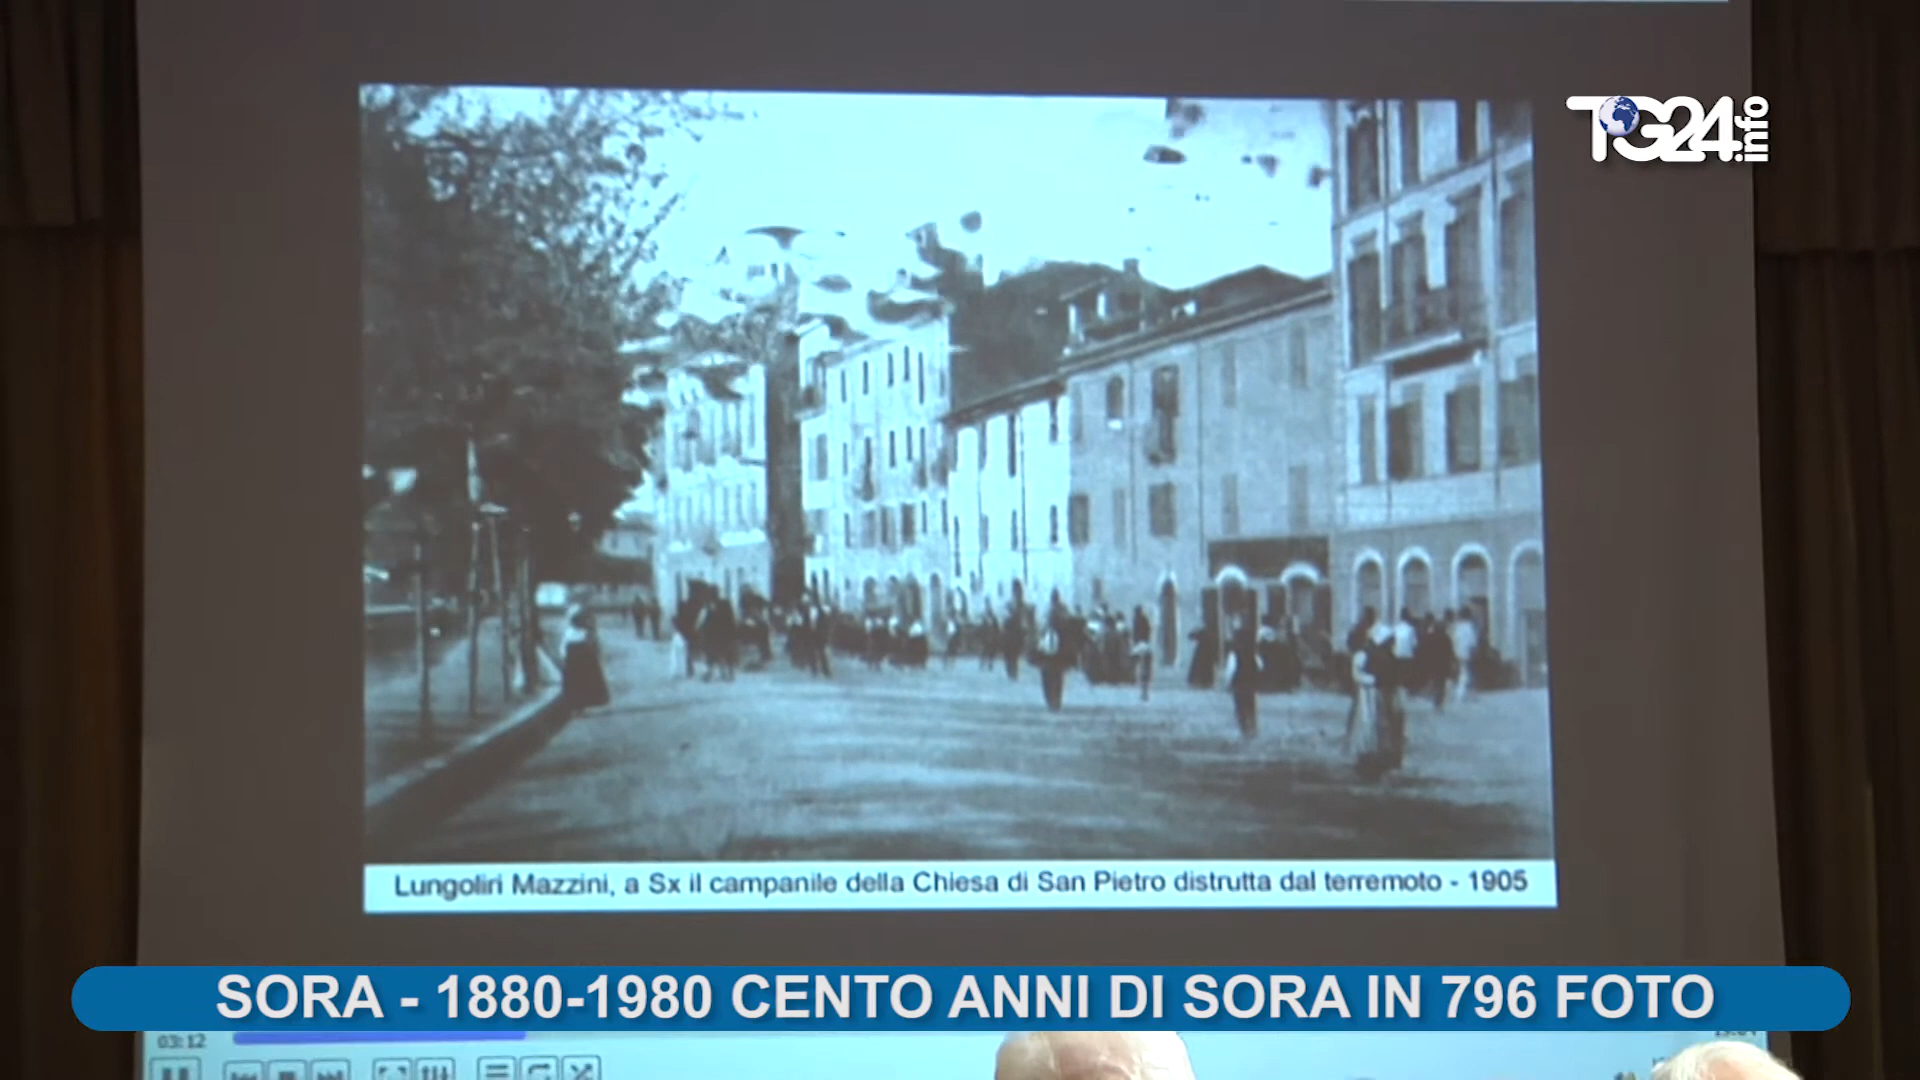 TG24.info
Lungoliri Mazzini, a Sx il campanile della Chiesa di San Pietro distrutta dal terremoto - 1905
SORA - 1880-1980 CENTO ANNI DI SORA IN 796 FOTO
03:12